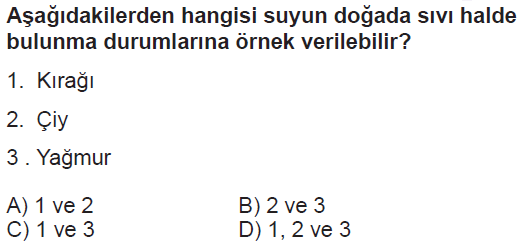 Aşağıdakilerden hangisi suyun doğada sıvı halde
bulunma durumlarına örnek verilebilir?
1. Kırağı
2. Çiy
3 . Yağmur
A) 1 ve 2 B) 2 ve 3
C) 1 ve 3 D) 1, 2 ve 3